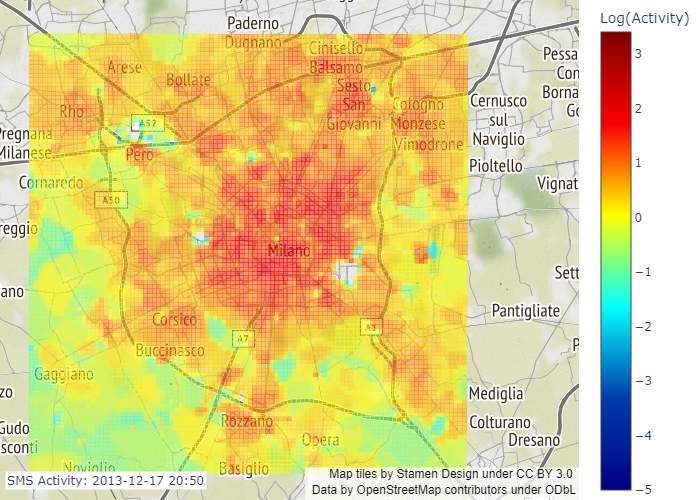 Paderno
Dugnano
Cinisello
Balsamo
Arese
Bollate
Sesto
San
Giovanni
Cologno
Monzese
Rho
A52
Pero
Vimodrone
Pregnana
Milanese
Cornaredo
A50
Cernusco
sul
Naviglio
Pioltello
Pessa
Con
Borna
Go
Vignat
reggio
Milano
ano
Sett
Pantigliate
P
Corsico
A7
A1
Buccinasco
Gaggiano
zo
Gudo
sconti
Rozzano
Opera
Mediglia
Colturano
Dresano
Noviglio
Basiglio
SMS Activity: 2013-12-17 20:50
Map tiles by Stamen Design under CC BY 3.0
Data by OpenStreetMap contributors under ODbL
Log(Activity)
3
2
1
0
−1
−2
−3
−4
−5